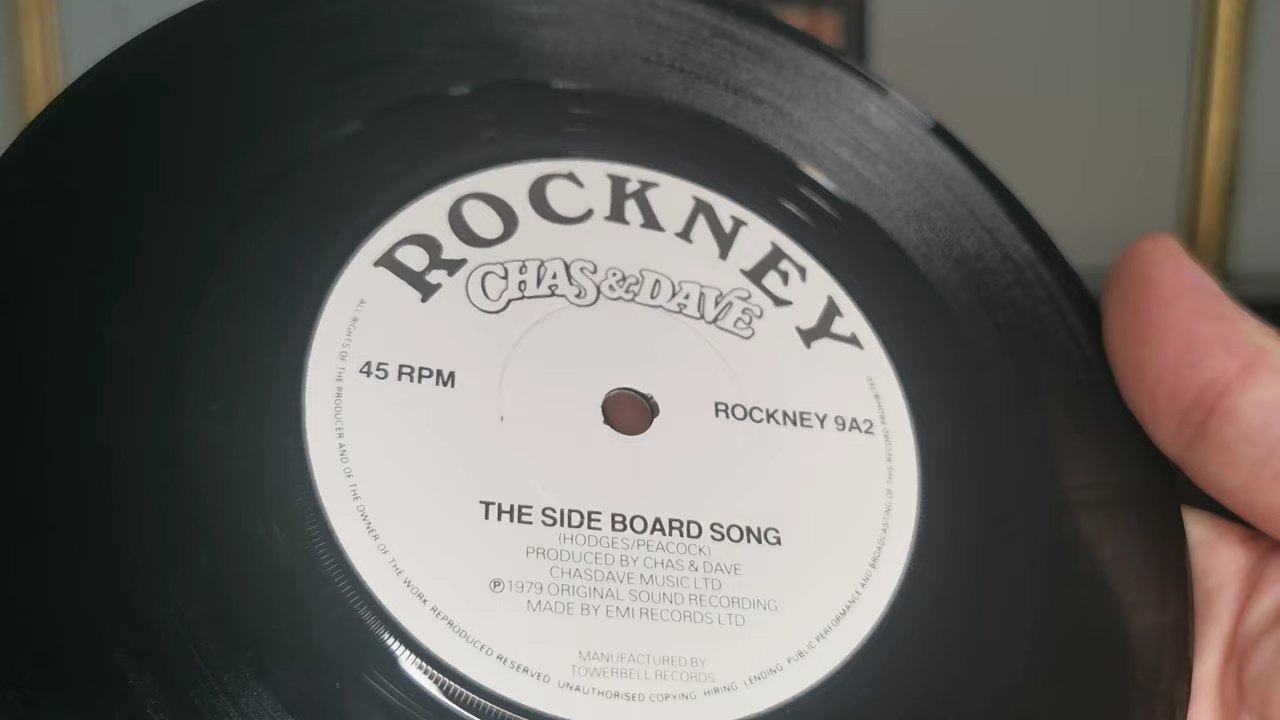 ROCKNEY
CHAS & DAVE
45 RPM
ROCKNEY 9A2
THE SIDE BOARD SONG
(HODGES/PEACOCK)
PRODUCED BY CHAS & DAVE
CHASDAVE MUSIC LTD
℗1979 ORIGINAL SOUND RECORDING
MADE BY EMI RECORDS LTD
MANUFACTURED BY
TOWERBELL RECORDS
ALL RIGHTS OF THE PRODUCER AND OF THE OWNER OF THE WORK REPRODUCED RESERVED. UNAUTHORISED COPYING, HIRING, LENDING, PUBLIC PERFORMANCE AND BROADCASTING OF THIS RECORD PROHIBITED